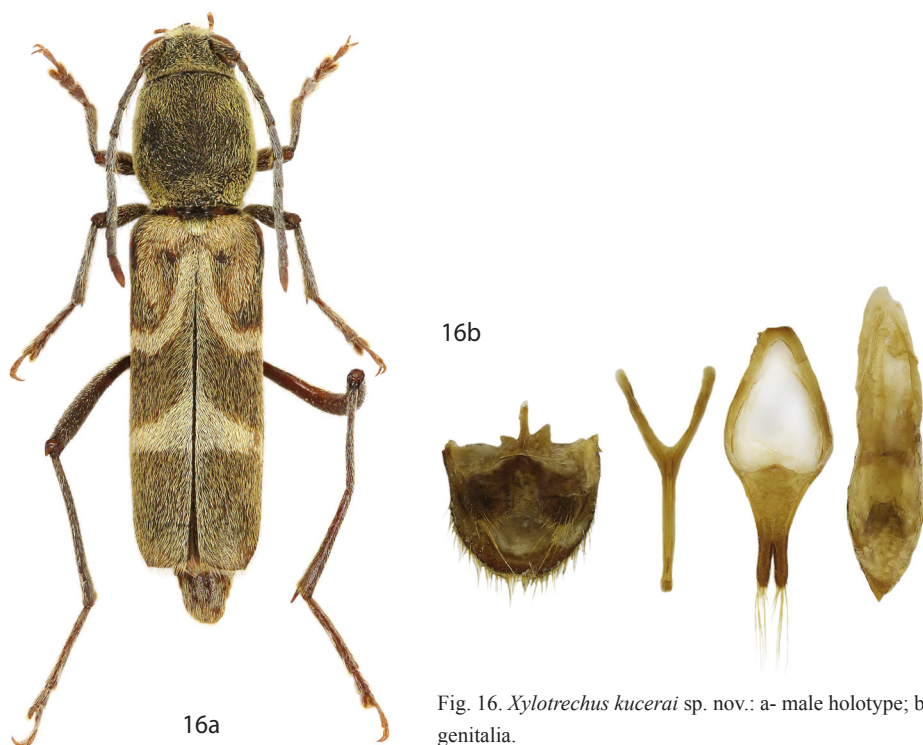 16b
16a
Fig. 16. Xylotrechus kucerai sp. nov.: a- male holotype; b
genitalia.